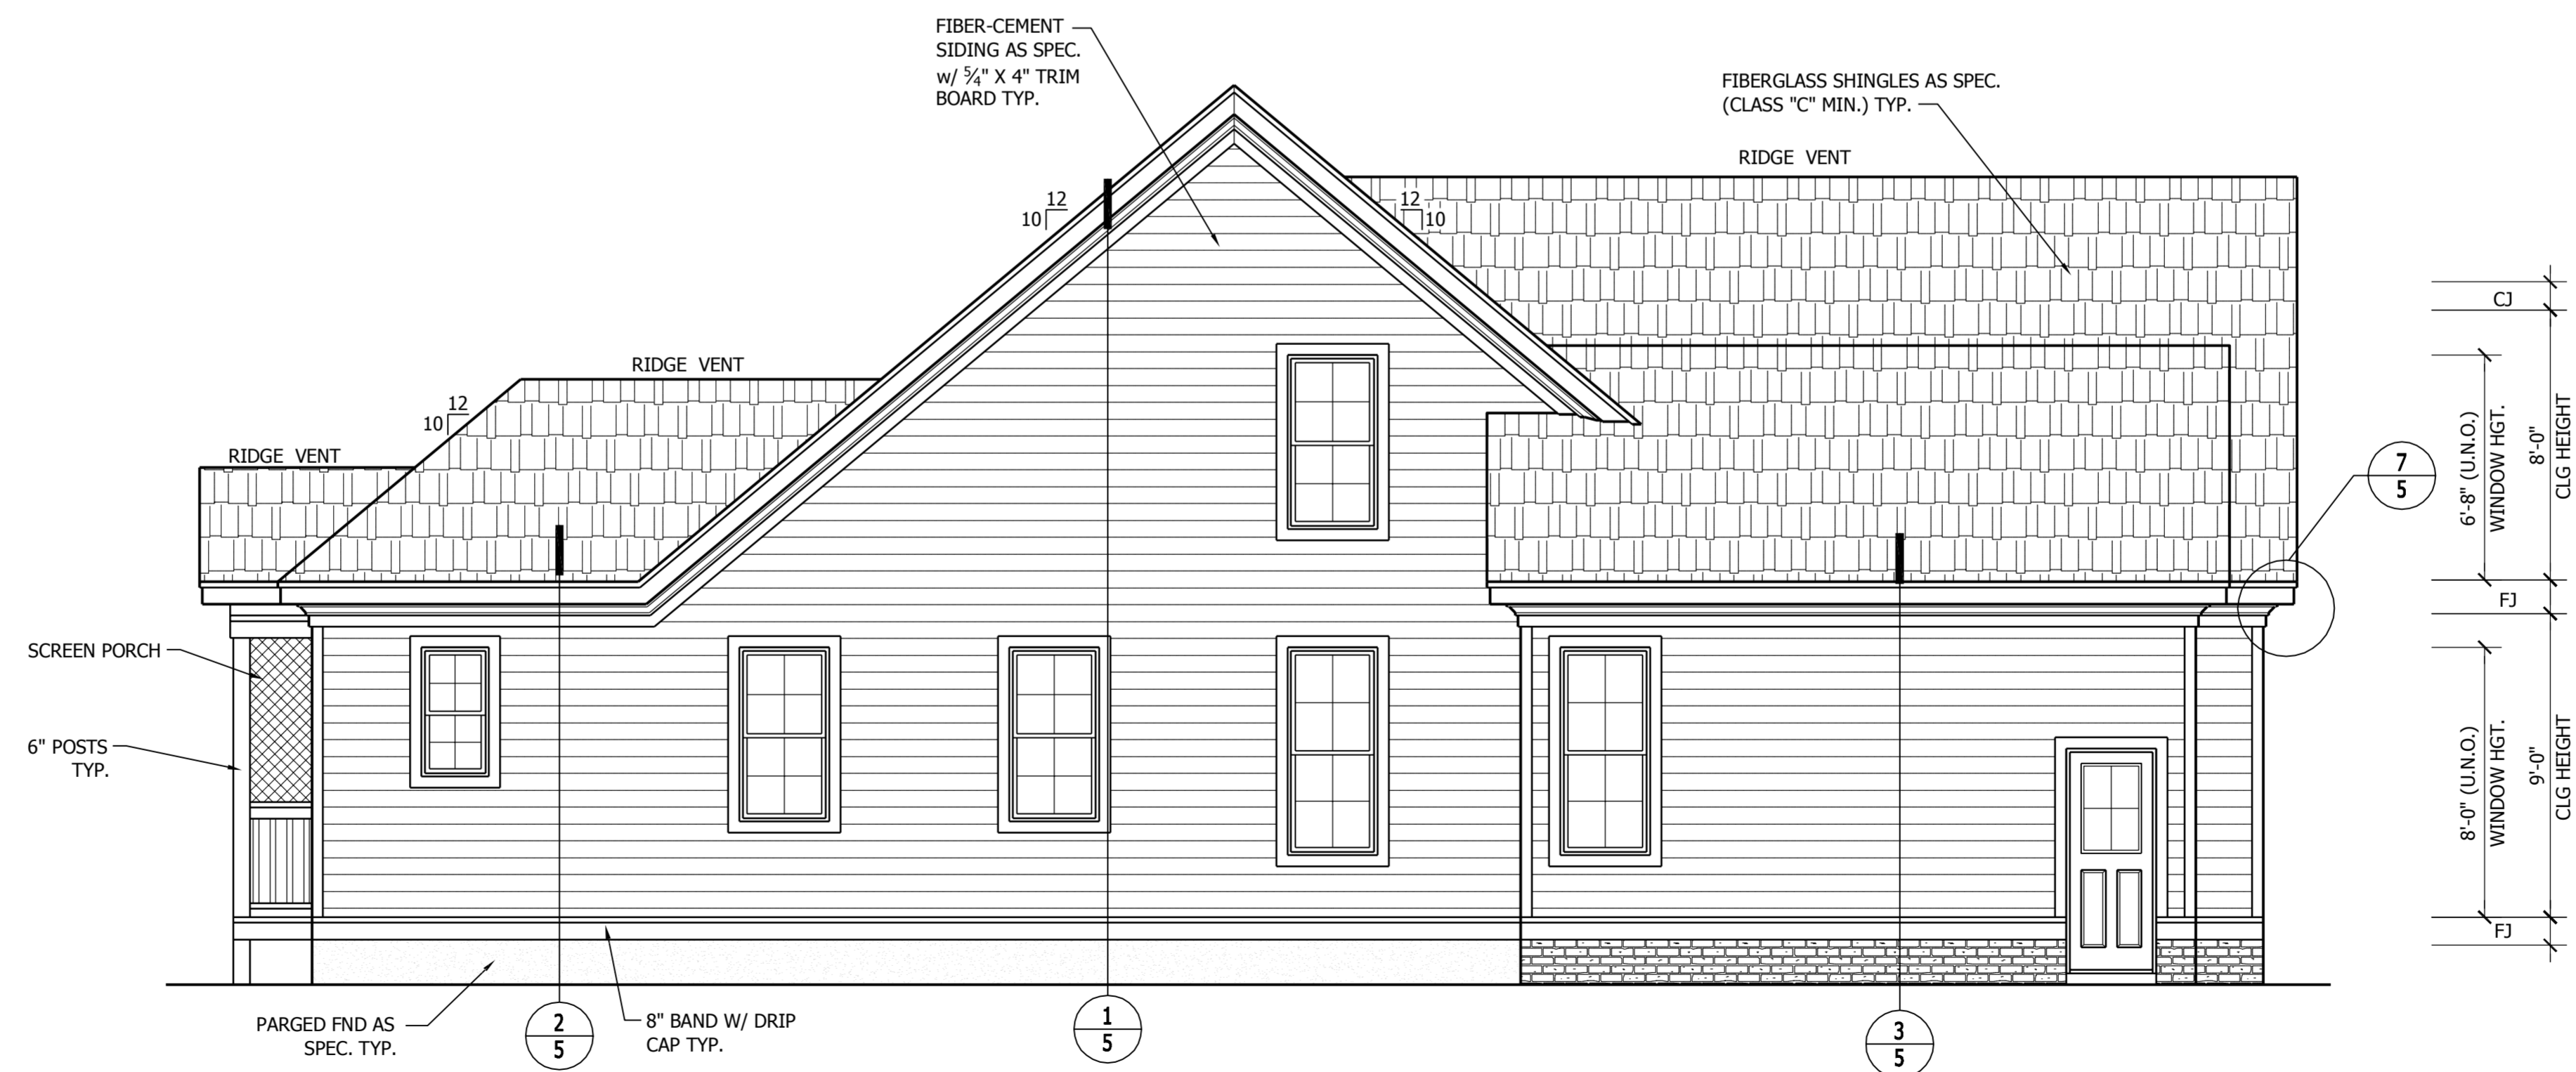 FIBER-CEMENT
SIDING AS SPEC.
w/ 5⁄4" X 4" TRIM
BOARD TYP.
FIBERGLASS SHINGLES AS SPEC.
(CLASS "C" MIN.) TYP.
RIDGE VENT
12
10
12
10
RIDGE VENT
12
10
RIDGE VENT
CJ
8'-0"
CLG HEIGHT
6'-8" (U.N.O.)
WINDOW HGT.
7
5
FJ
SCREEN PORCH
6" POSTS
TYP.
9'-0"
CLG HEIGHT
8'-0" (U.N.O.)
WINDOW HGT.
FJ
PARGED FND AS
SPEC. TYP.
2
5
8" BAND W/ DRIP
CAP TYP.
1
5
3
5